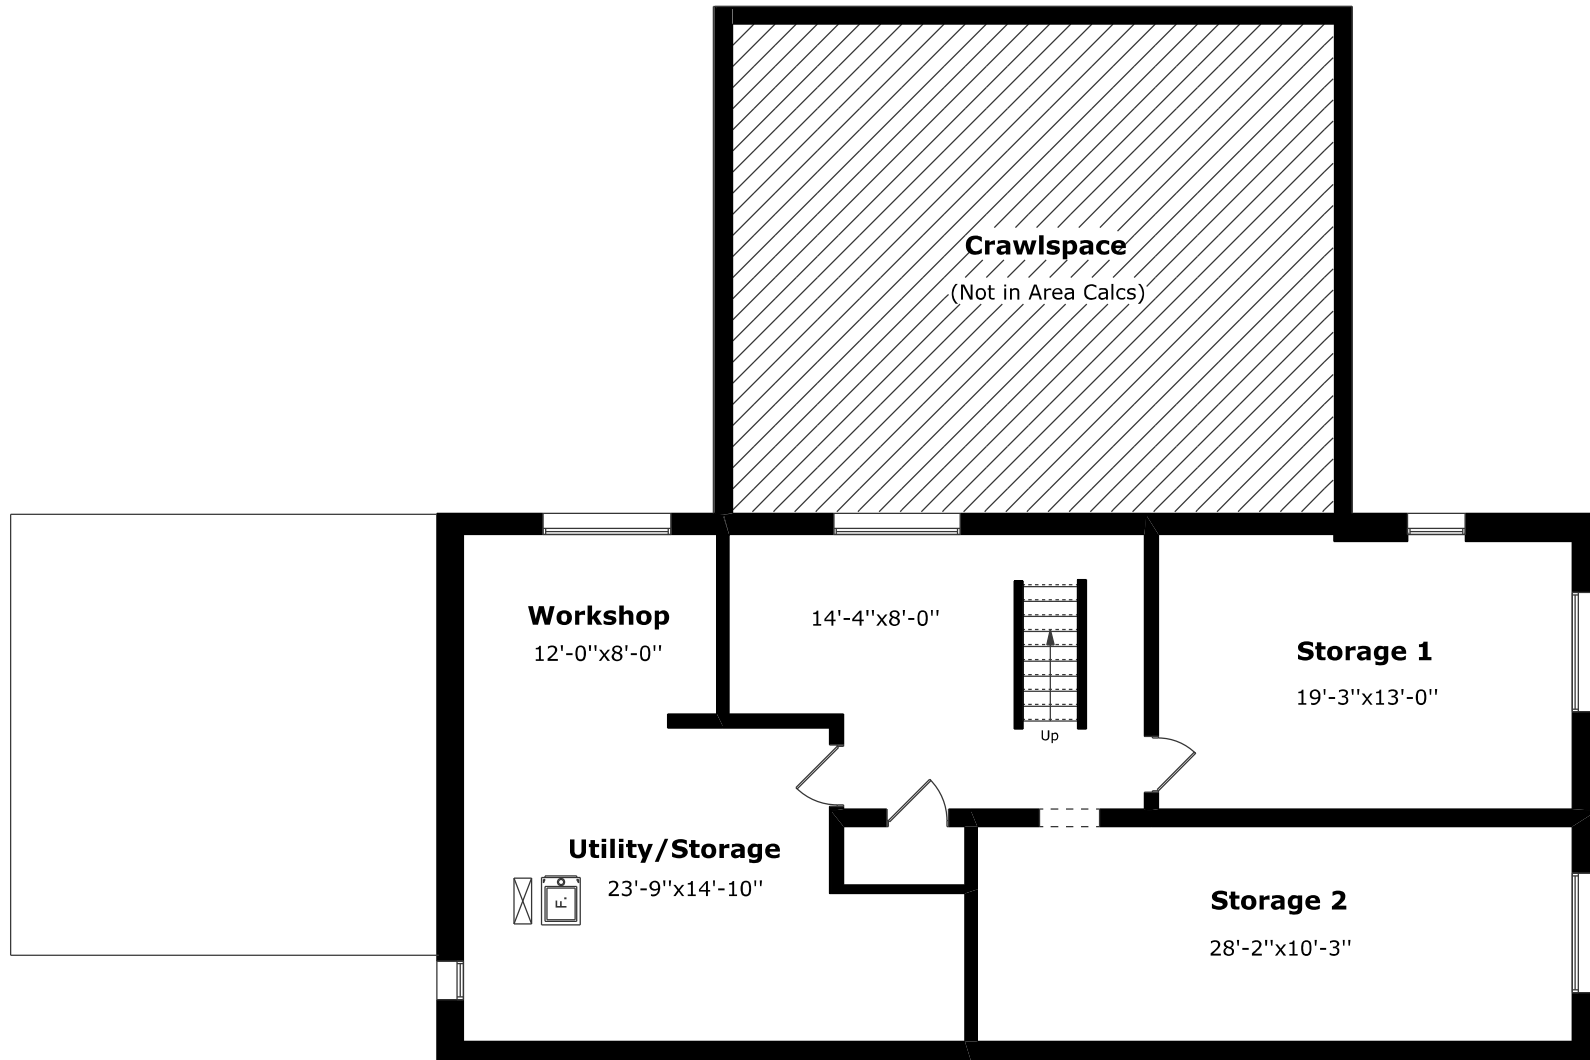 Crawlspace
(Not in Area Calcs)
Workshop
12'-0"x8'-0"
14'-4"x8'-0"
Up
Storage 1
19'-3"x13'-0"
Utility/Storage
23'-9"x14'-10"
F.
Storage 2
28'-2"x10'-3"